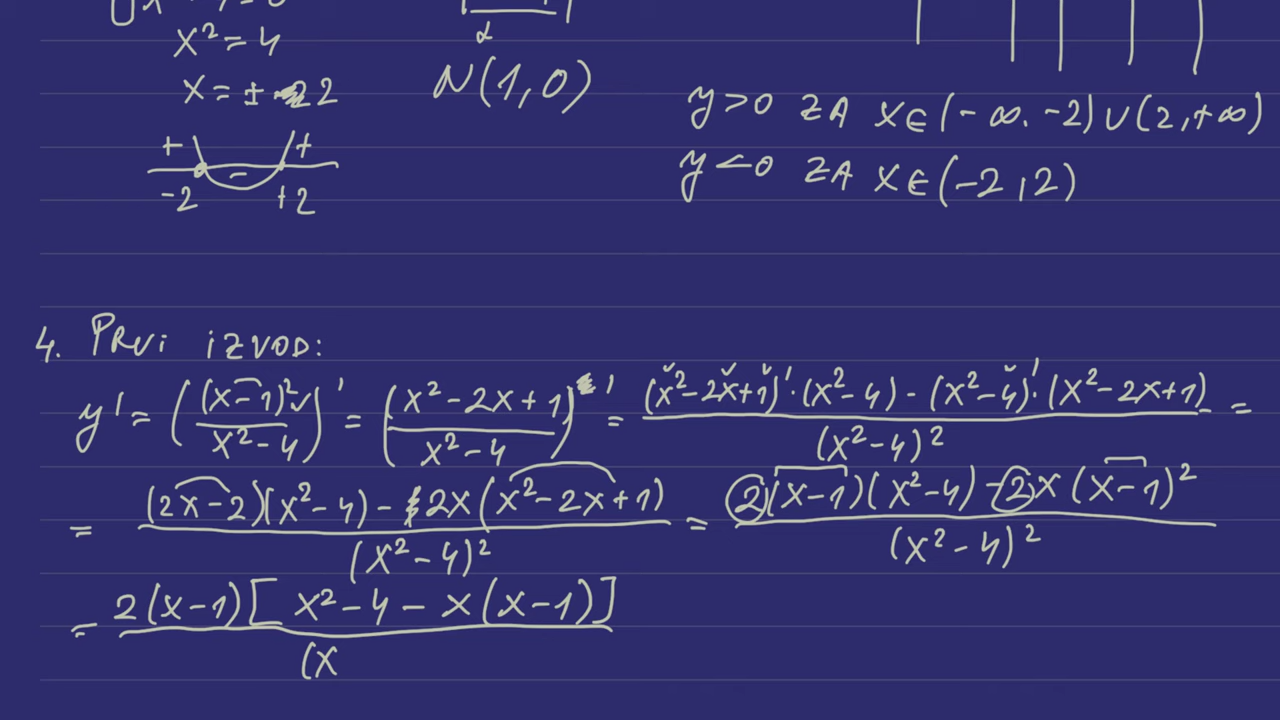 x² = 4
x = ± 2
N(1,0)
+ - +
-2 +2
y > 0 ZA x ∈ (-∞. -2) ∪ (2, +∞)
y < 0 ZA x ∈ (-2, 2)
4. PRVi iZVOD:
y' = ((x-1)²/(x²-4))' = ((x²-2x+1)/(x²-4))' = ((x²-2x+1)'·(x²-4) - (x²-4)'·(x²-2x+1))/(x²-4)² =
= ((2x-2)(x²-4) - 2x(x²-2x+1))/(x²-4)² = (2(x-1)(x²-4) - 2x(x-1)²)/(x²-4)²
= 2(x-1)[x²-4-x(x-1)]/(x